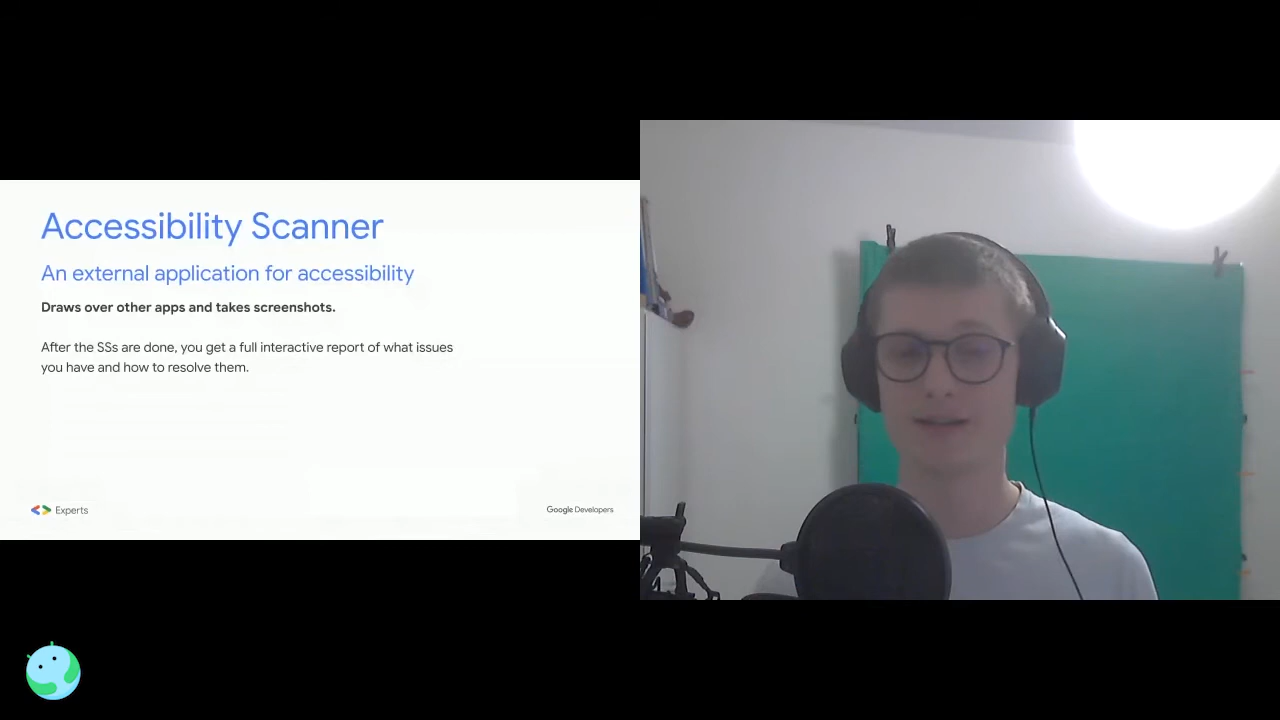 Accessibility Scanner
An external application for accessibility
Draws over other apps and takes screenshots.
After the SSs are done, you get a full interactive report of what issues
you have and how to resolve them.
Experts
Google Developers